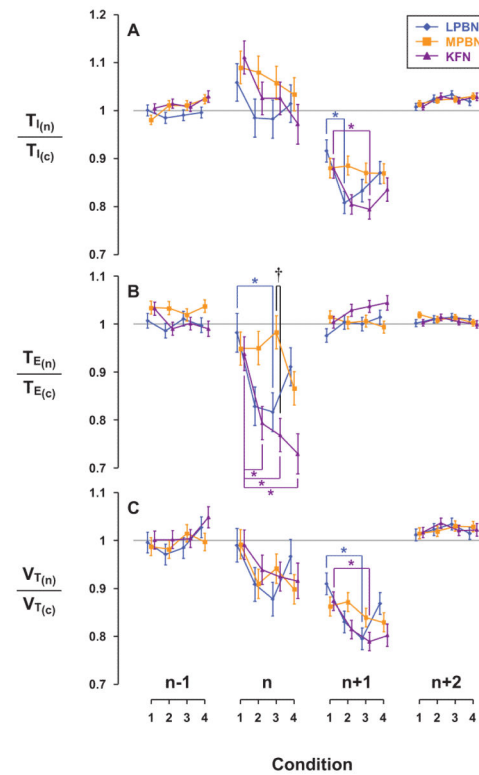 A
LPBN
MPBN
KFN
1.2
1.1
1
0.9
0.8
0.7
TI(n)
TI(c)
*
*
B
†
1.1
1
0.9
0.8
0.7
TE(n)
TE(c)
*
*
*
*
C
1.1
1
0.9
0.8
0.7
VT(n)
VT(c)
*
*
n-1 n n+1 n+2
1 2 3 4 1 2 3 4 1 2 3 4 1 2 3 4
Condition